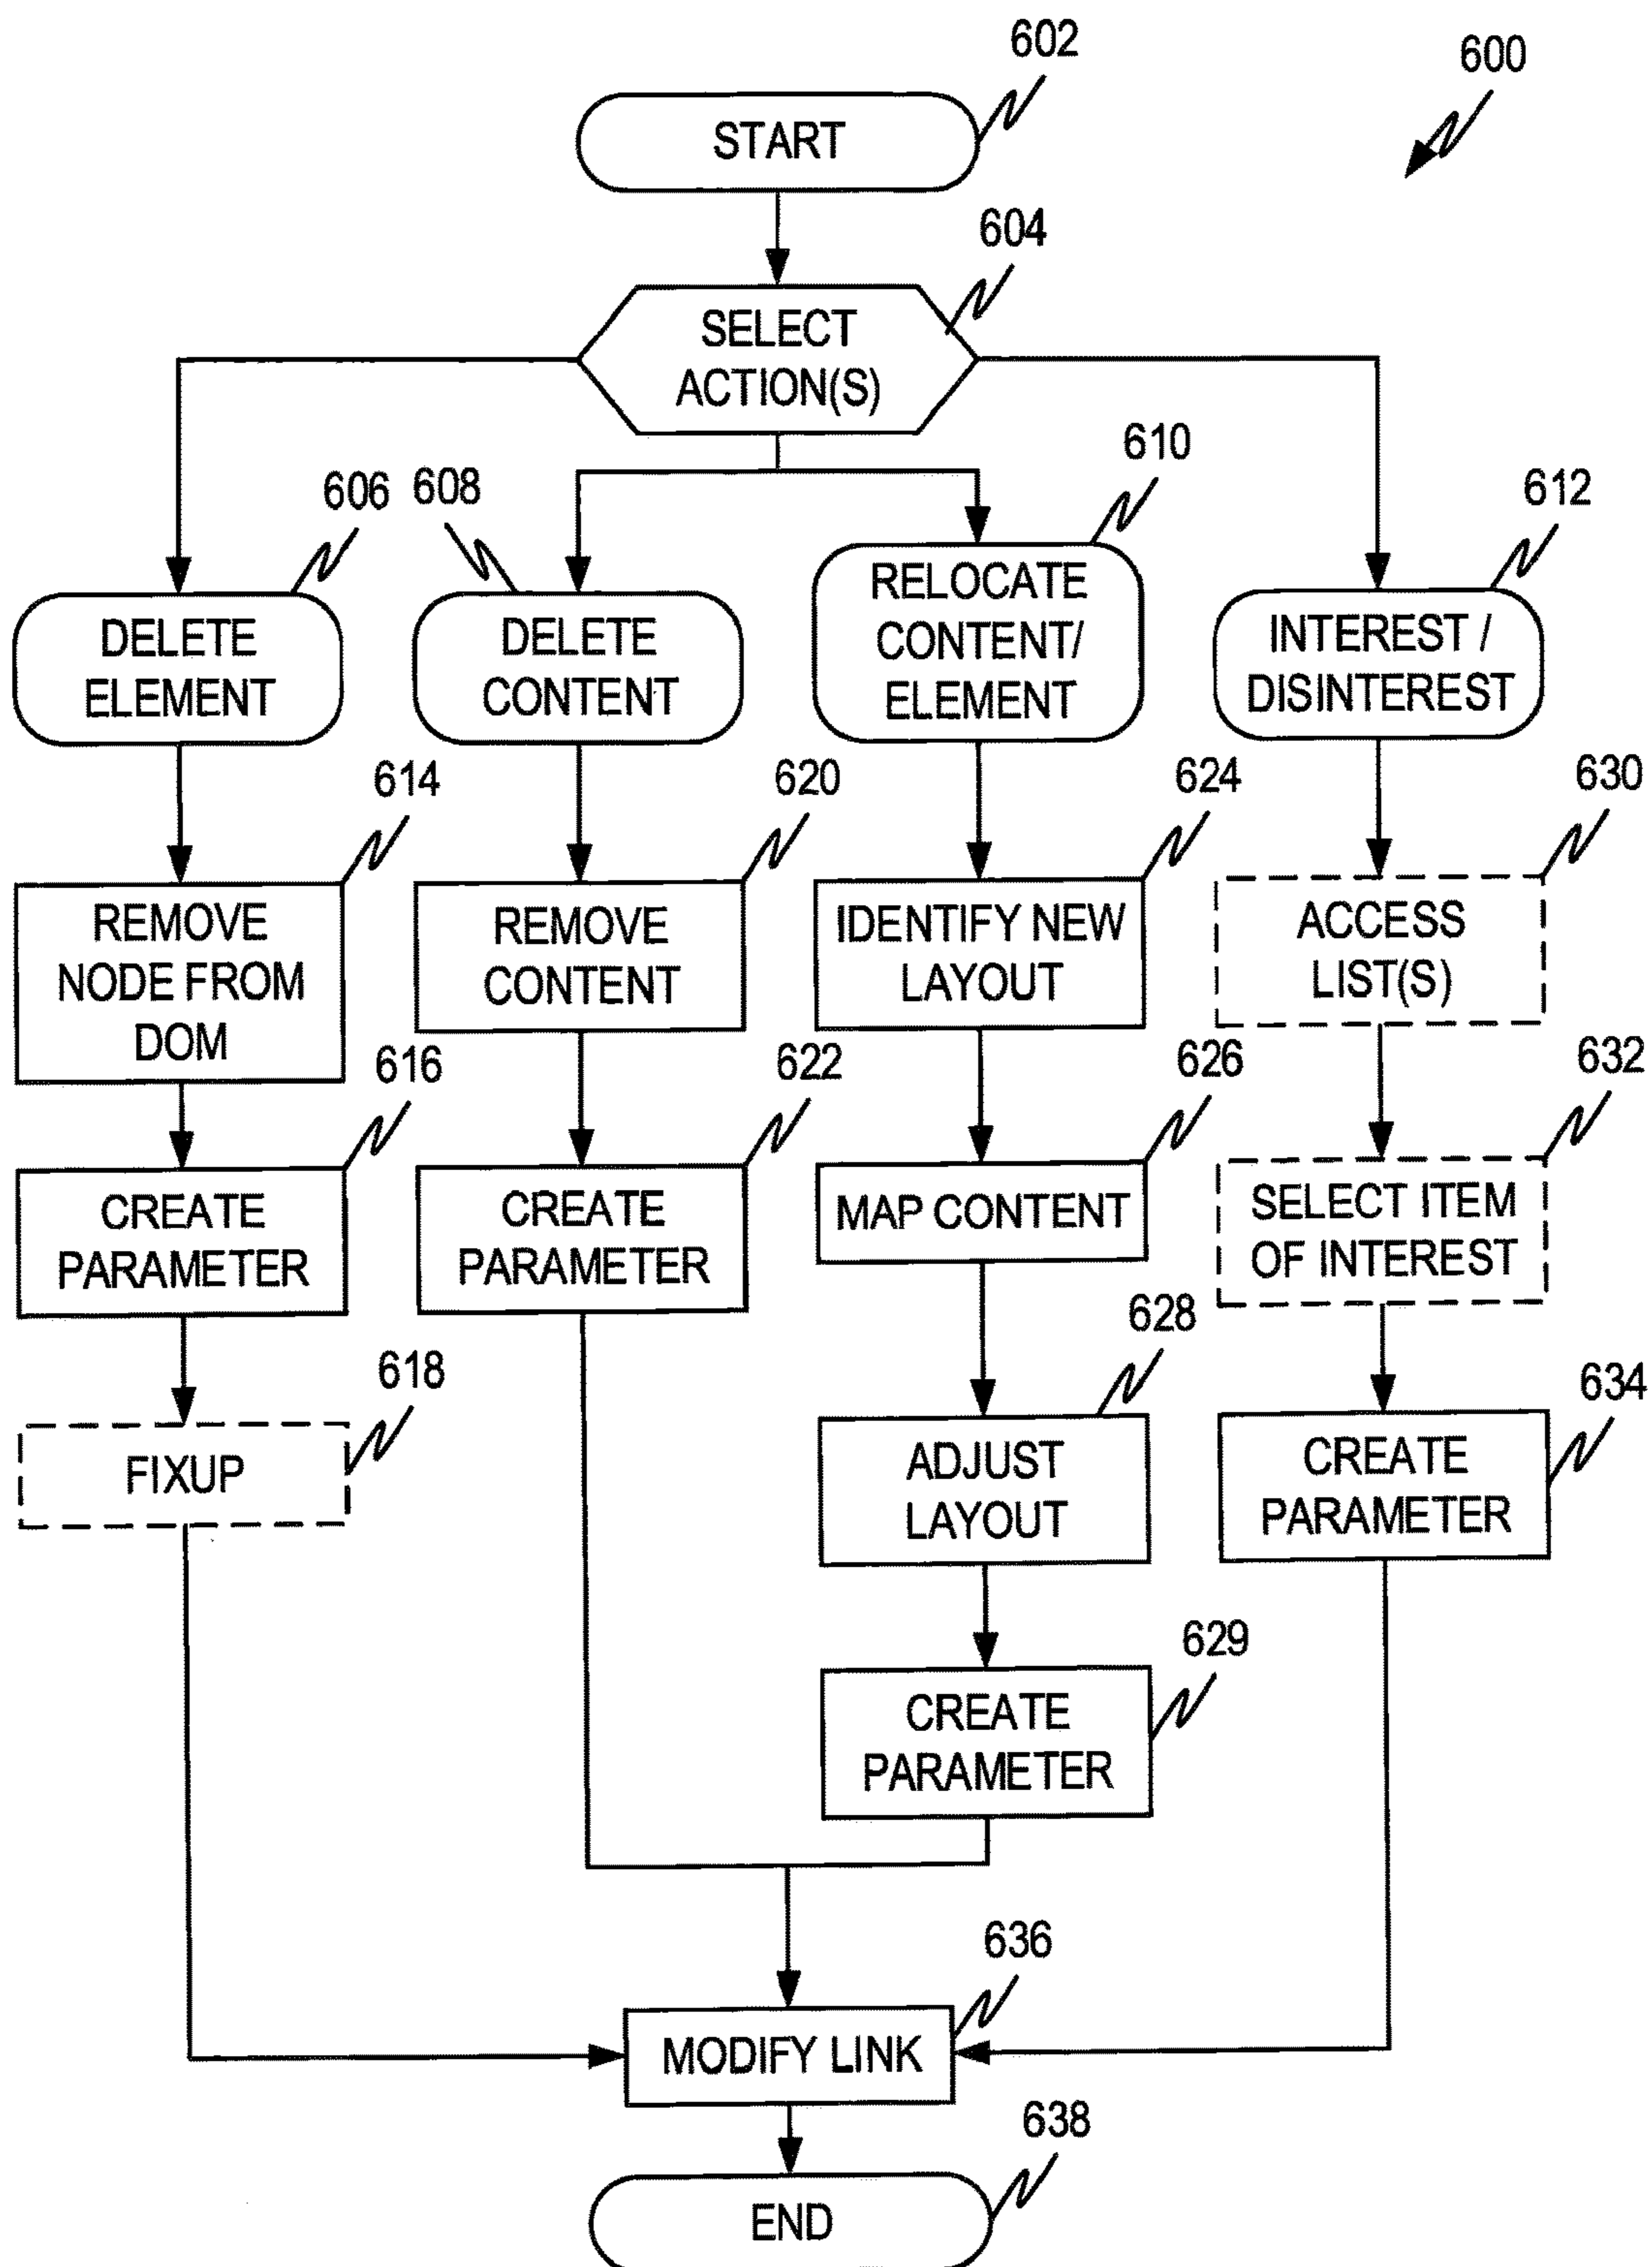 602
600
START
604
SELECT
ACTION(S)
606
608
610
612
DELETE
ELEMENT
DELETE
CONTENT
RELOCATE
CONTENT/
ELEMENT
INTEREST /
DISINTEREST
614
620
624
630
REMOVE
NODE FROM
DOM
REMOVE
CONTENT
IDENTIFY NEW
LAYOUT
ACCESS
LIST(S)
616
622
626
632
CREATE
PARAMETER
CREATE
PARAMETER
MAP CONTENT
SELECT ITEM
OF INTEREST
618
628
634
FIXUP
ADJUST
LAYOUT
CREATE
PARAMETER
629
CREATE
PARAMETER
636
MODIFY LINK
638
END